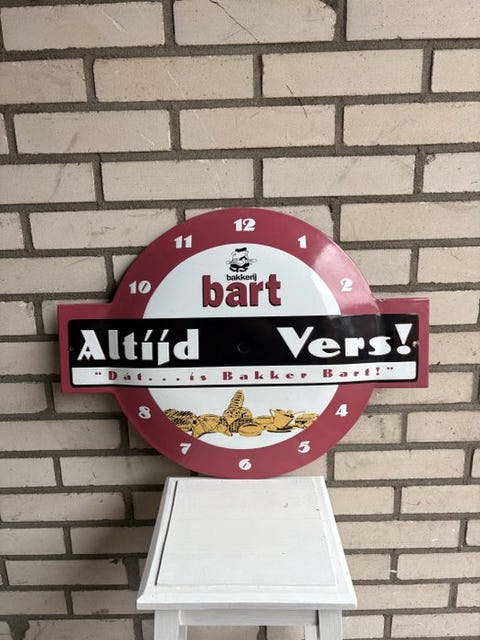 12
11 1
10 2
bakkerij
bart
Altijd Vers!
"Dát...is Bakker Bart!"
8 4
7 5
6